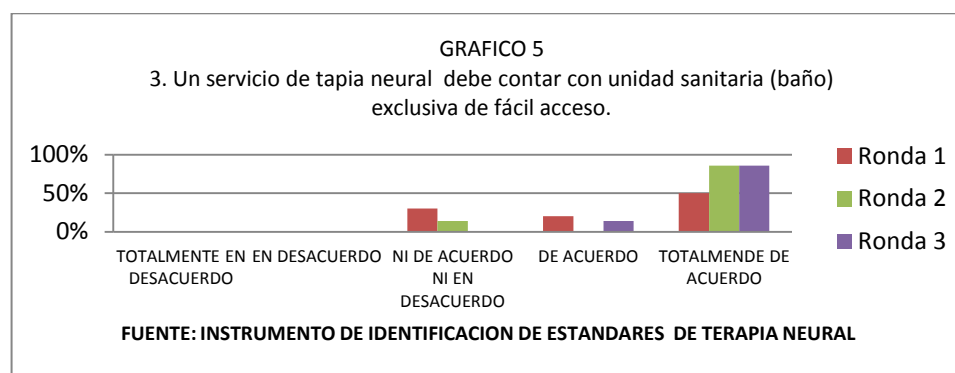 GRAFICO 5
3. Un servicio de tapia neural debe contar con unidad sanitaria (baño)
exclusiva de fácil acceso.
100%
50%
0%
TOTALMENTE EN
DESACUERDO
EN DESACUERDO
NI DE ACUERDO
NI EN
DESACUERDO
DE ACUERDO
TOTALMENDE DE
ACUERDO
Ronda 1
Ronda 2
Ronda 3
FUENTE: INSTRUMENTO DE IDENTIFICACION DE ESTANDARES DE TERAPIA NEURAL